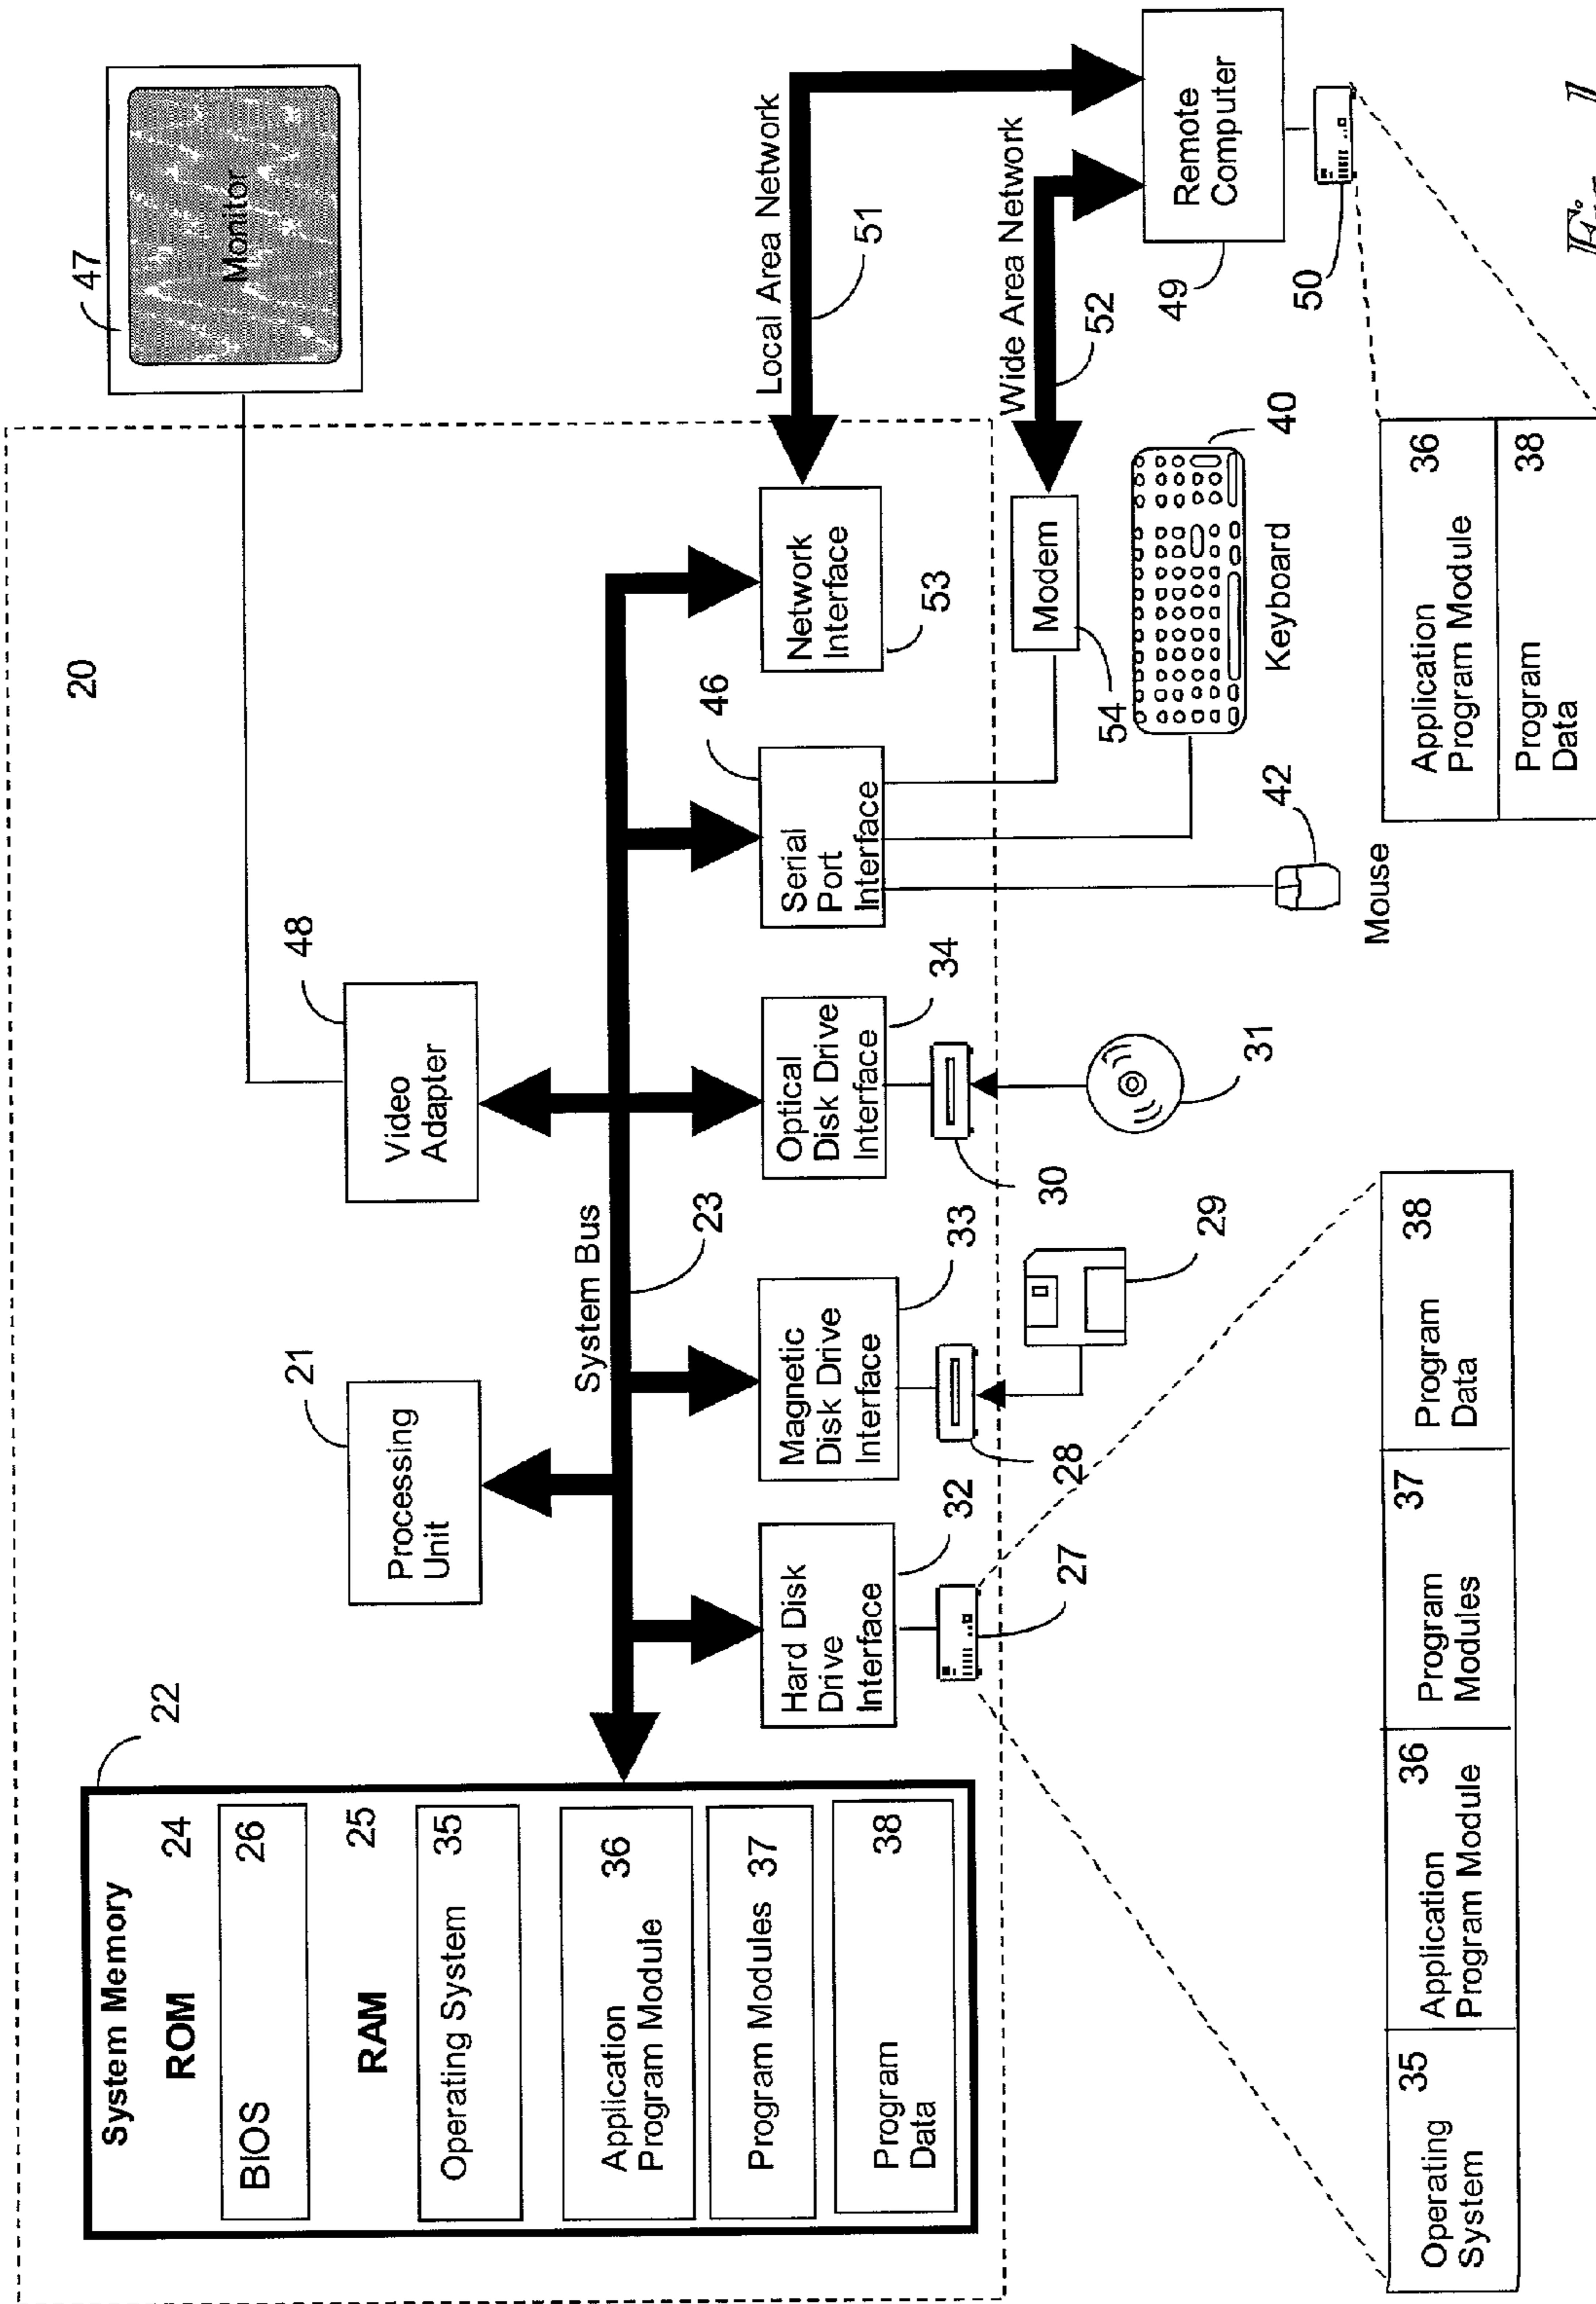 20
47
Monitor
System Memory
ROM
24
BIOS
26
RAM
25
Operating System
35
Application
Program Module
36
Program Modules
37
Program
Data
38
22
Processing
Unit
21
Video
Adapter
48
System Bus
23
Hard Disk
Drive
Interface
32
Magnetic
Disk Drive
Interface
33
Optical
Disk Drive
Interface
34
Serial
Port
Interface
46
Network
Interface
53
Local Area Network
51
27
28
29
30
31
Modem
54
Wide Area Network
52
Keyboard
40
Mouse
42
Remote
Computer
49
50
Operating
System
35
Application
Program Module
36
Program
Modules
37
Program
Data
38
Application
Program Module
36
Program
Data
38
Fig. 1